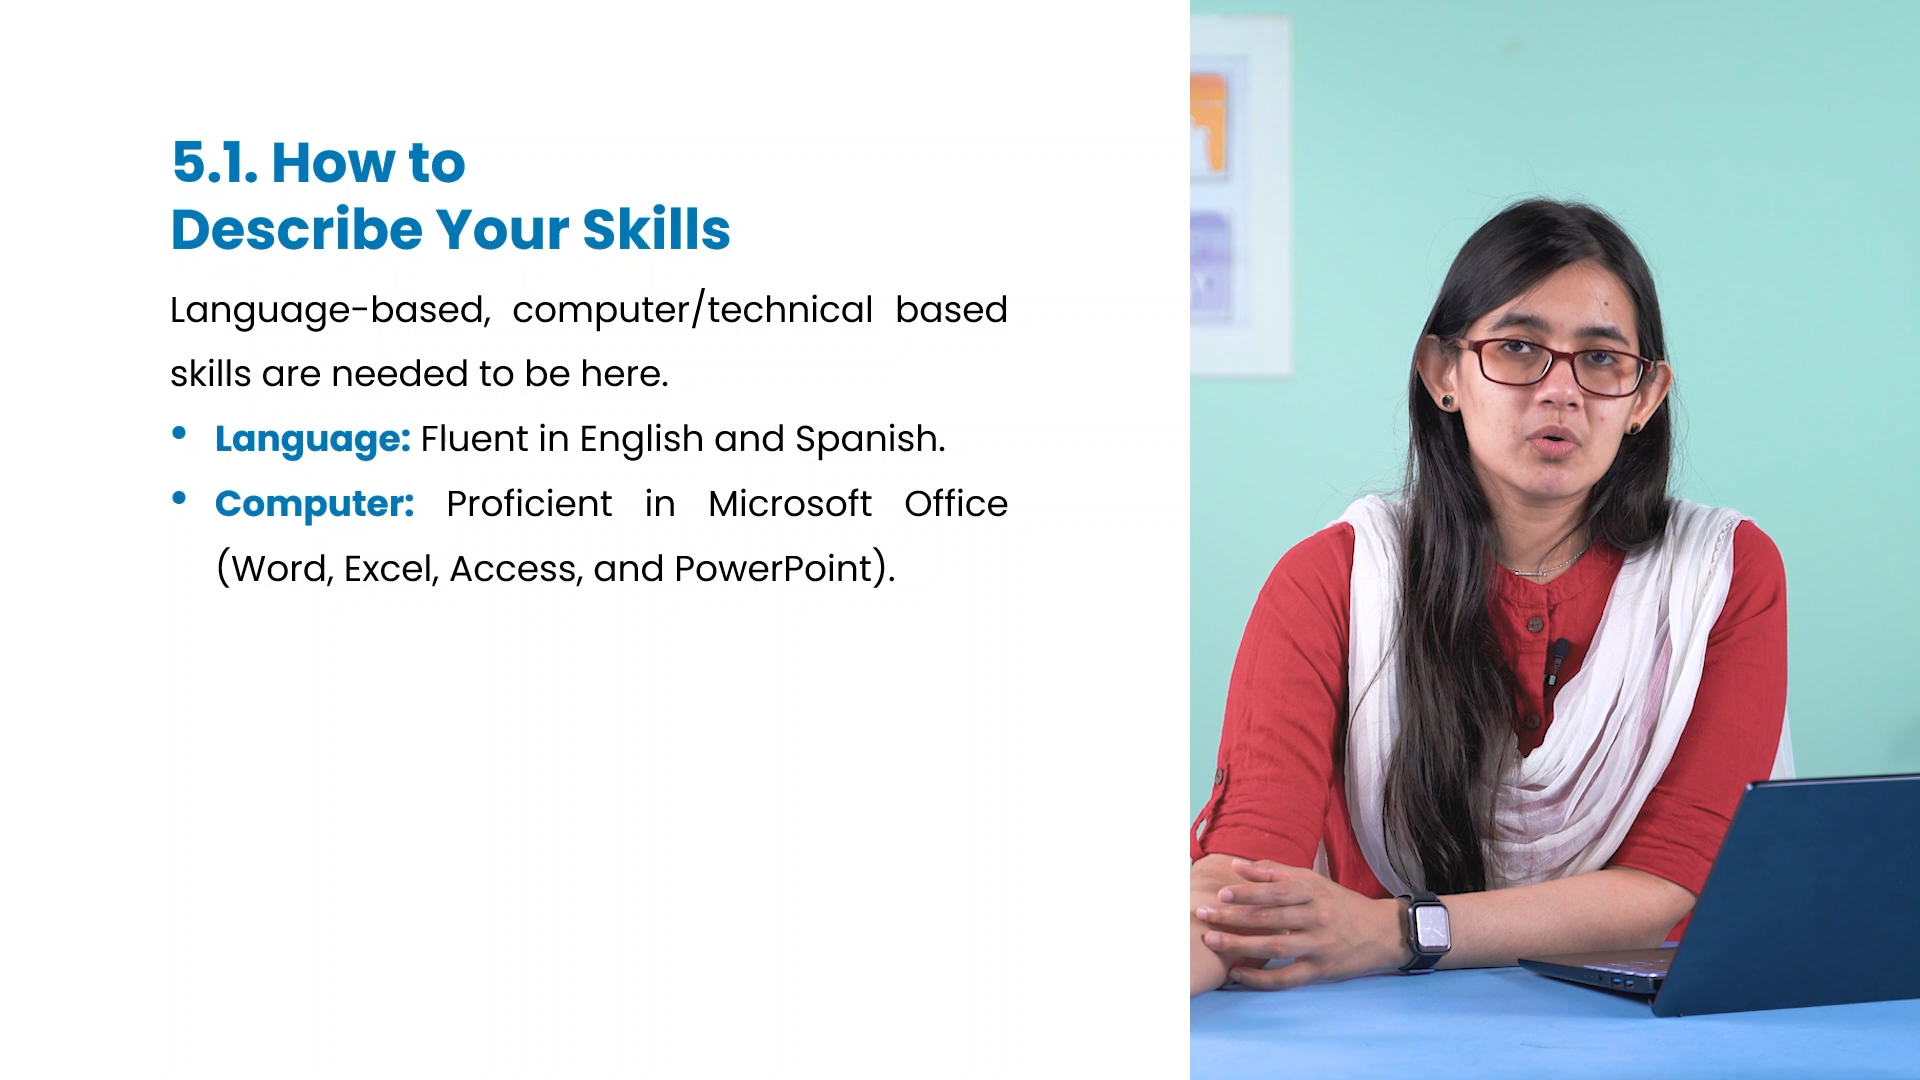 5.1. How to
Describe Your Skills
Language-based, computer/technical based
skills are needed to be here.
• Language: Fluent in English and Spanish.
• Computer: Proficient in Microsoft Office
(Word, Excel, Access, and PowerPoint).